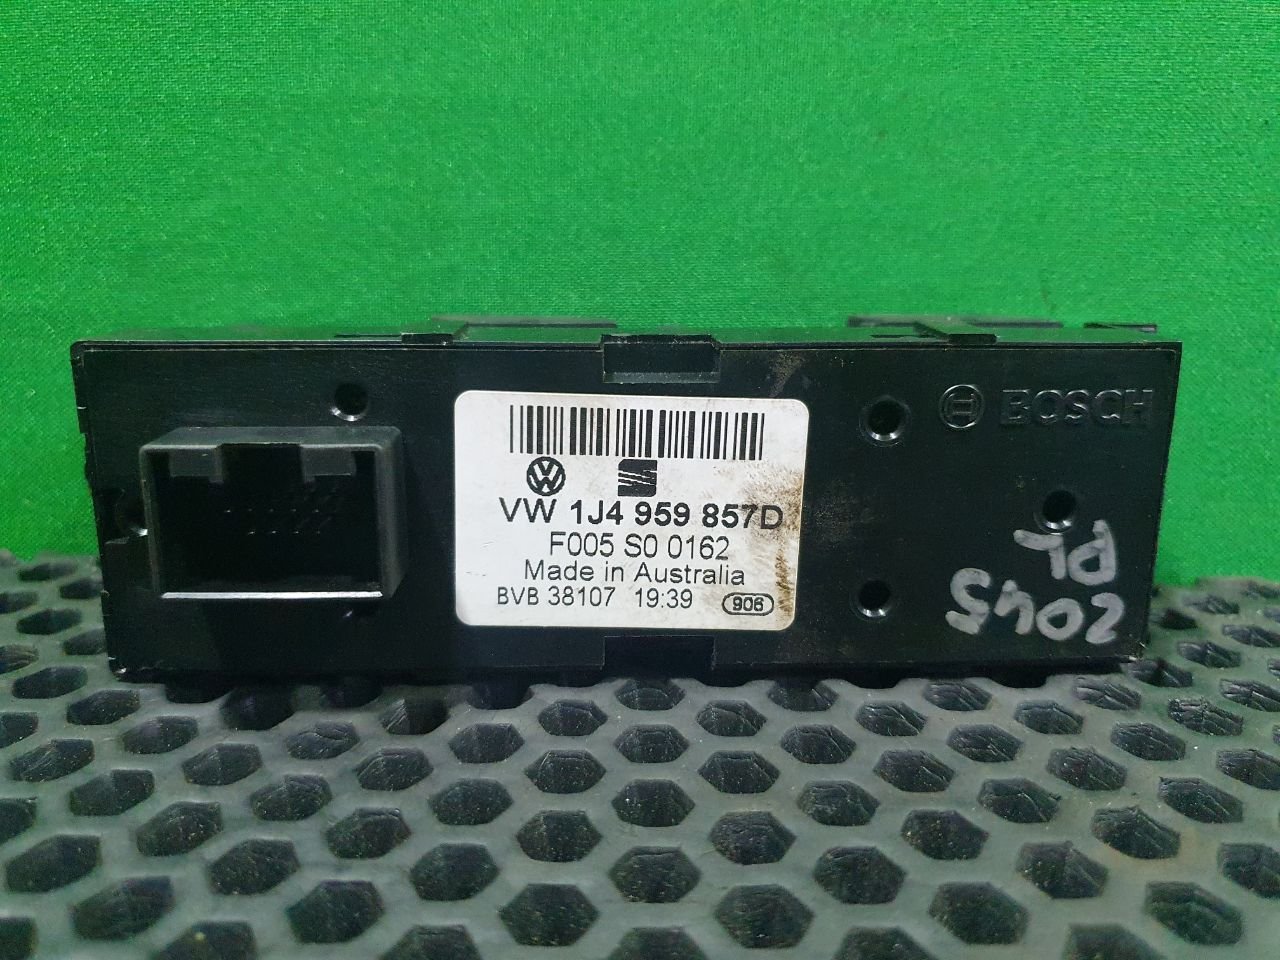 BOSCH
VW 1J4 959 857D
F005 S0 0162
Made in Australia
BVB 38107 19:39 906
PL
2045